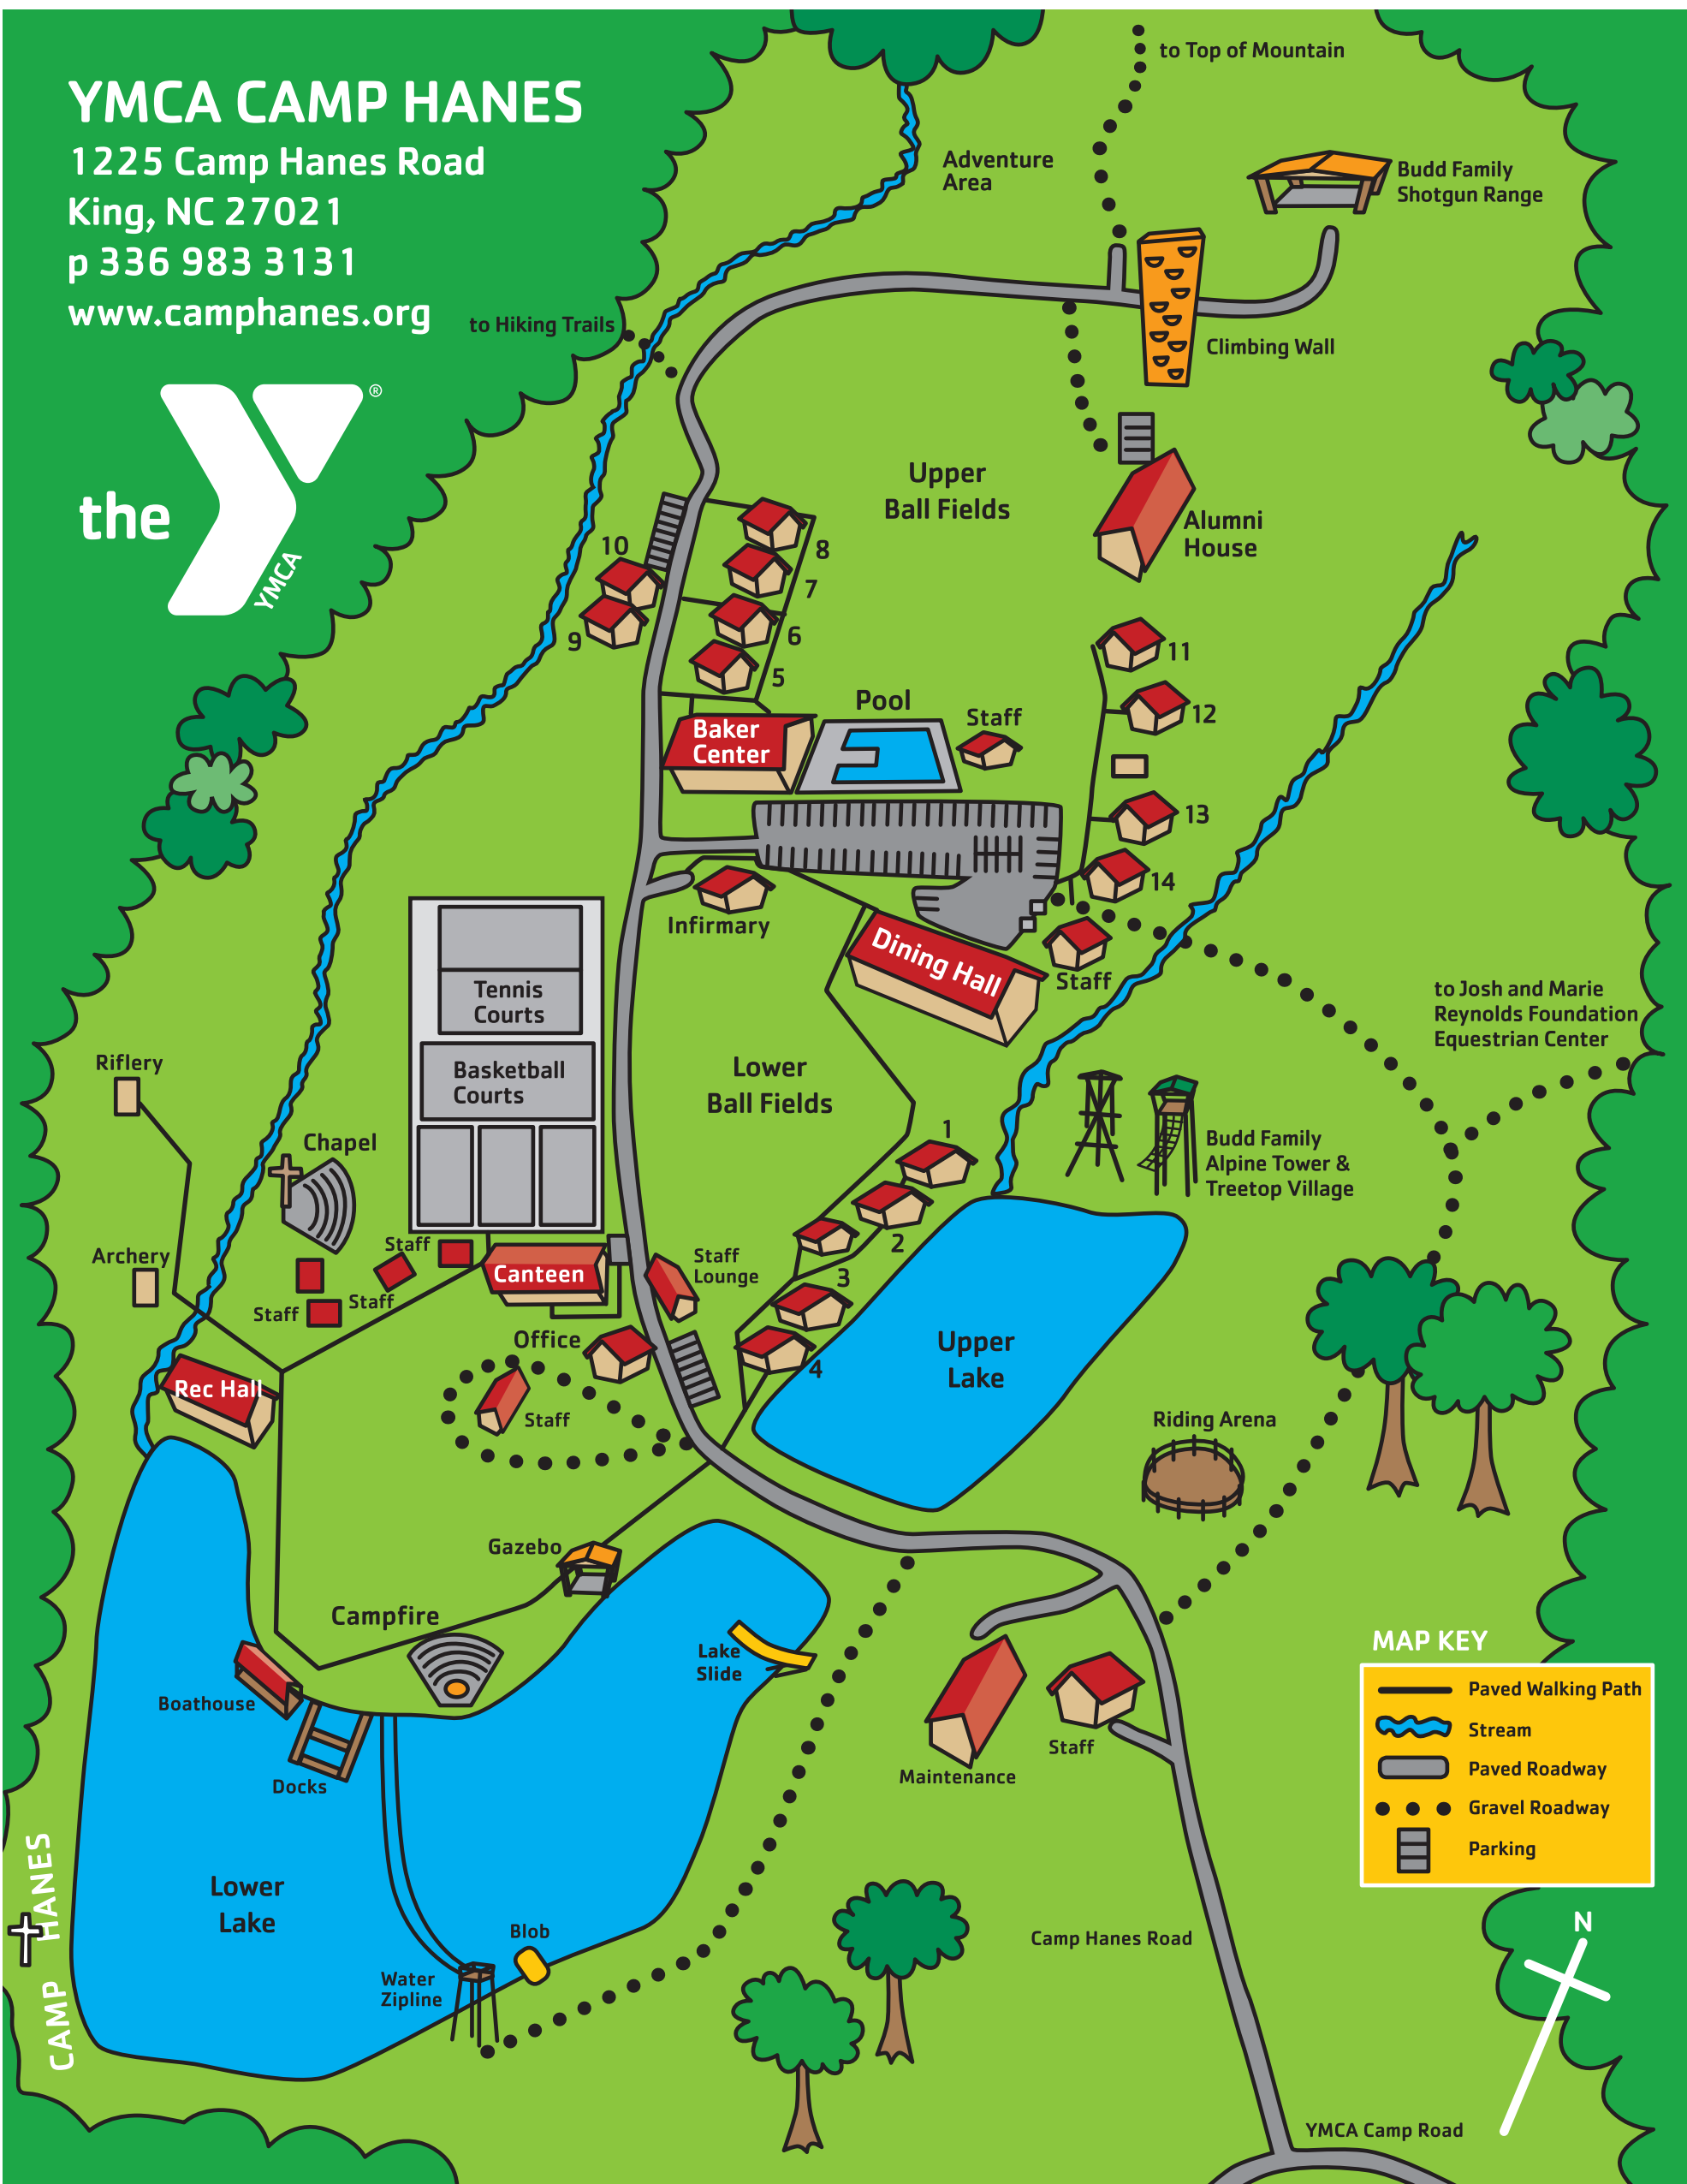 YMCA CAMP HANES
1225 Camp Hanes Road
King, NC 27021
p 336 983 3131
www.camphanes.org
the
YMCA
®
to Top of Mountain
Adventure
Area
Budd Family
Shotgun Range
to Hiking Trails
Climbing Wall
Upper
Ball Fields
Alumni
House
10
9
8
7
6
5
11
12
13
14
Pool
Staff
Baker
Center
Infirmary
Dining Hall
Staff
Tennis
Courts
Basketball
Courts
Lower
Ball Fields
to Josh and Marie
Reynolds Foundation
Equestrian Center
Riflery
Chapel
Archery
Budd Family
Alpine Tower &
Treetop Village
1
2
3
4
Staff
Staff
Staff
Canteen
Staff
Lounge
Office
Staff
Rec Hall
Upper
Lake
Riding Arena
Gazebo
Campfire
Lake
Slide
Boathouse
Docks
Maintenance
Staff
Lower
Lake
Blob
Water
Zipline
Camp Hanes Road
YMCA Camp Road
MAP KEY
Paved Walking Path
Stream
Paved Roadway
Gravel Roadway
Parking
N
CAMP HANES